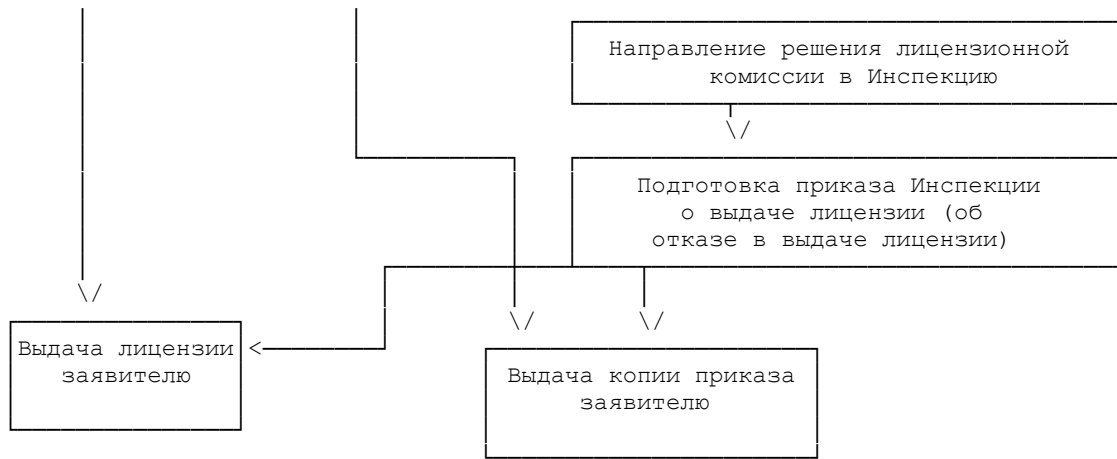 Направление решения лицензионной
комиссии в Инспекцию
Подготовка приказа Инспекции
о выдаче лицензии (об
отказе в выдаче лицензии)
Выдача лицензии
заявителю
Выдача копии приказа
заявителю